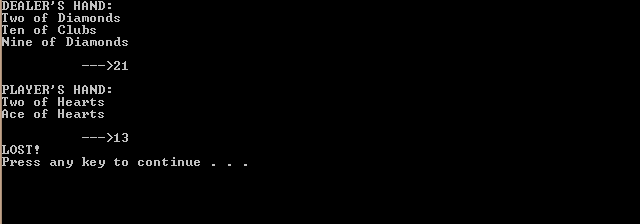 DEALER'S HAND:
Two of Diamonds
Ten of Clubs
Nine of Diamonds
--->21
PLAYER'S HAND:
Two of Hearts
Ace of Hearts
--->13
LOST!
Press any key to continue . . .